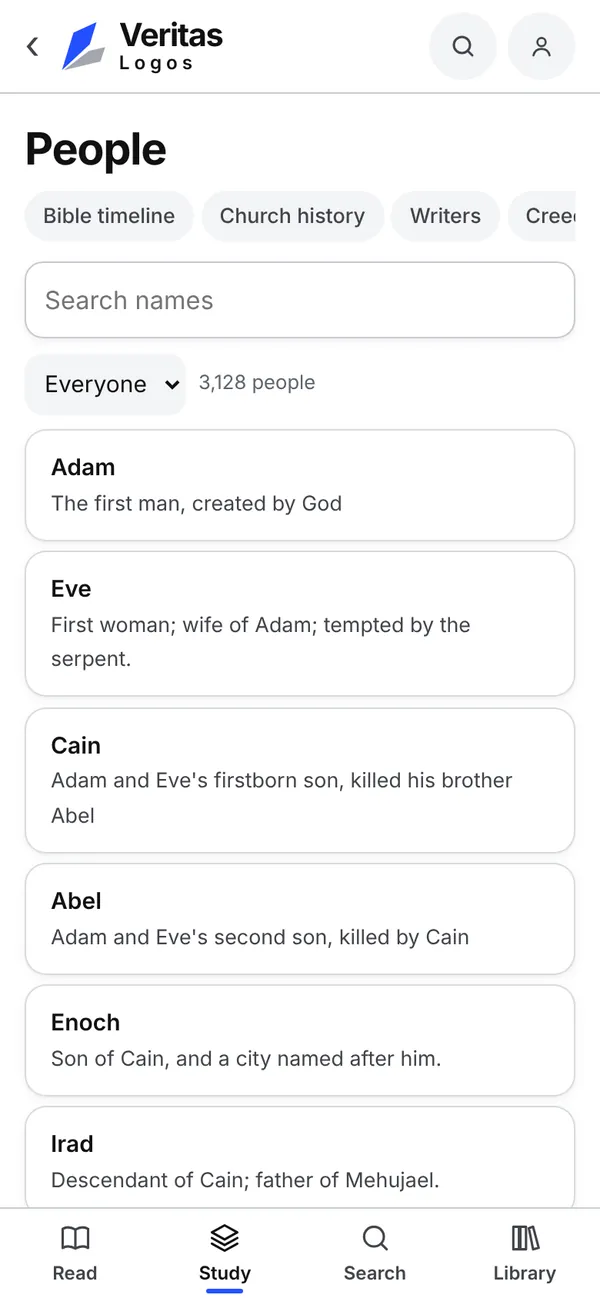 Veritas
Logos
People
Bible timeline
Church history
Writers
Search names
Everyone
3,128 people
Adam
The first man, created by God
Eve
First woman; wife of Adam; tempted by the
serpent.
Cain
Adam and Eve's firstborn son, killed his brother
Abel
Abel
Adam and Eve's second son, killed by Cain
Enoch
Son of Cain, and a city named after him.
Irad
Descendant of Cain; father of Mehujael.
Read
Study
Search
Library